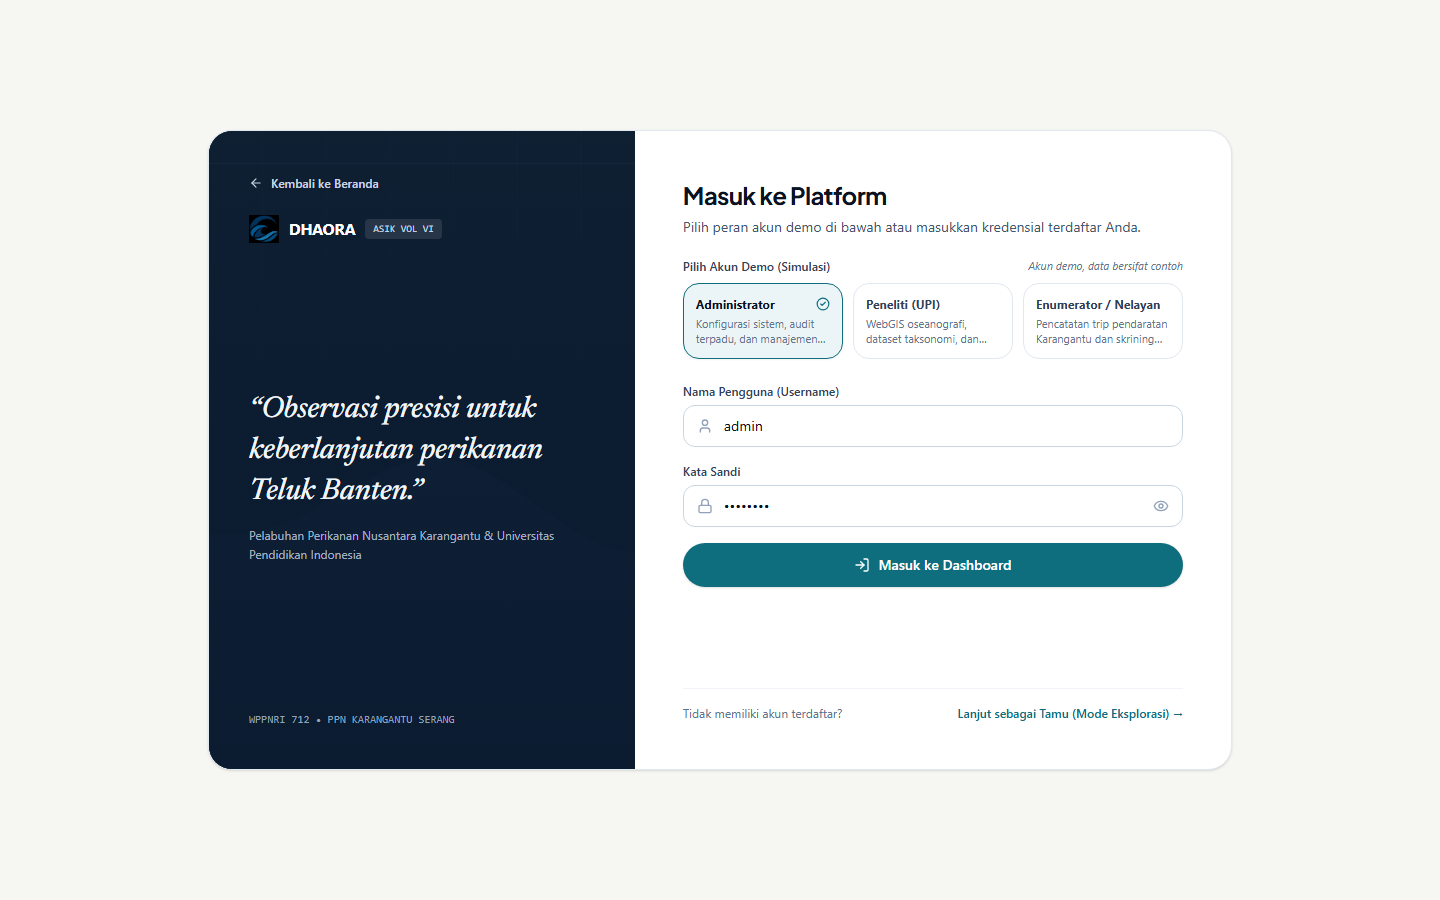 Kembali ke Beranda
DHAORA ASIK VOL VI
“Observasi presisi untuk
keberlanjutan perikanan
Teluk Banten.”
Pelabuhan Perikanan Nusantara Karangantu & Universitas
Pendidikan Indonesia
WPPNRI 712 • PPN KARANGANTU SERANG
Masuk ke Platform
Pilih peran akun demo di bawah atau masukkan kredensial terdaftar Anda.
Pilih Akun Demo (Simulasi)
Akun demo, data bersifat contoh
Administrator
Konfigurasi sistem, audit
terpadu, dan manajemen...
Peneliti (UPI)
WebGIS oseanografi,
dataset taksonomi, dan...
Enumerator / Nelayan
Pencatatan trip pendaratan
Karangantu dan skrining...
Nama Pengguna (Username)
admin
Kata Sandi
••••••••
Masuk ke Dashboard
Tidak memiliki akun terdaftar?
Lanjut sebagai Tamu (Mode Eksplorasi) →